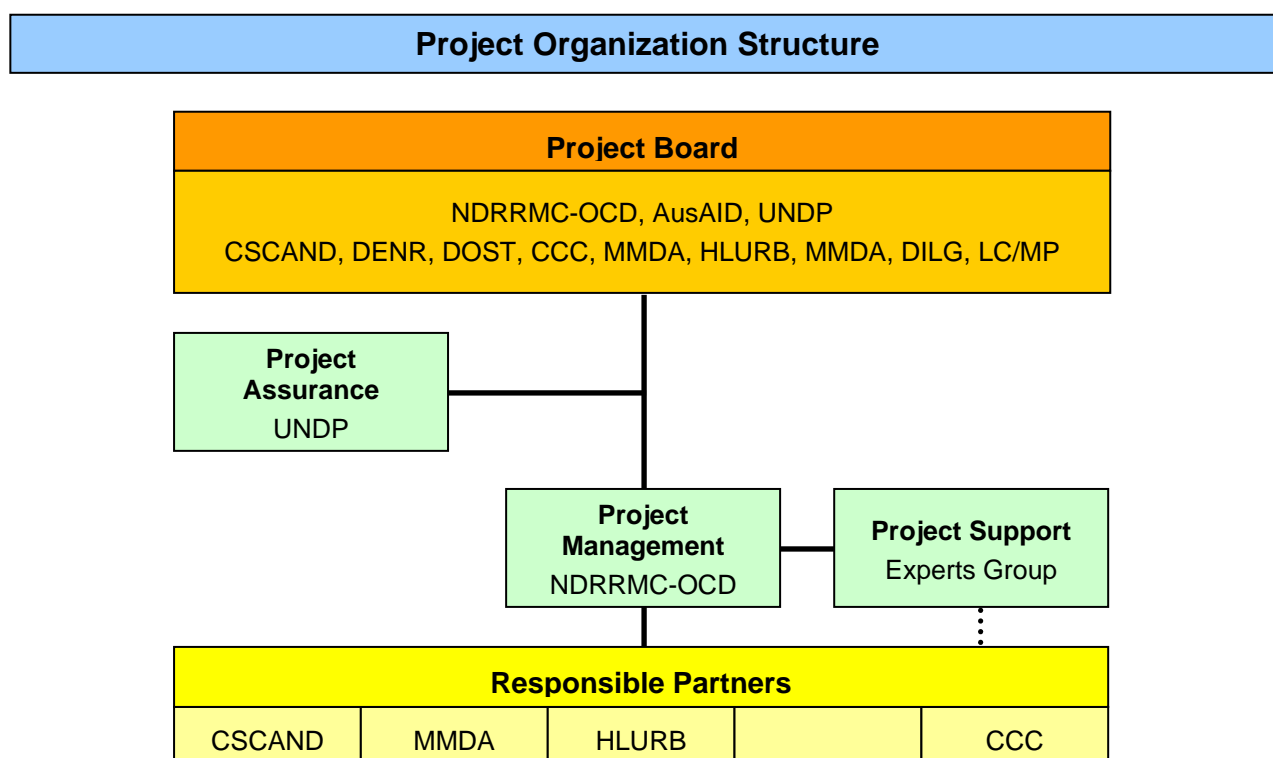 Project Organization Structure
Project Board
NDRRMC-OCD, AusAID, UNDP
CSCAND, DENR, DOST, CCC, MMDA, HLURB, MMDA, DILG, LC/MP
Project
Assurance
UNDP
Project
Management
NDRRMC-OCD
Project Support
Experts Group
Responsible Partners
CSCAND MMDA HLURB CCC